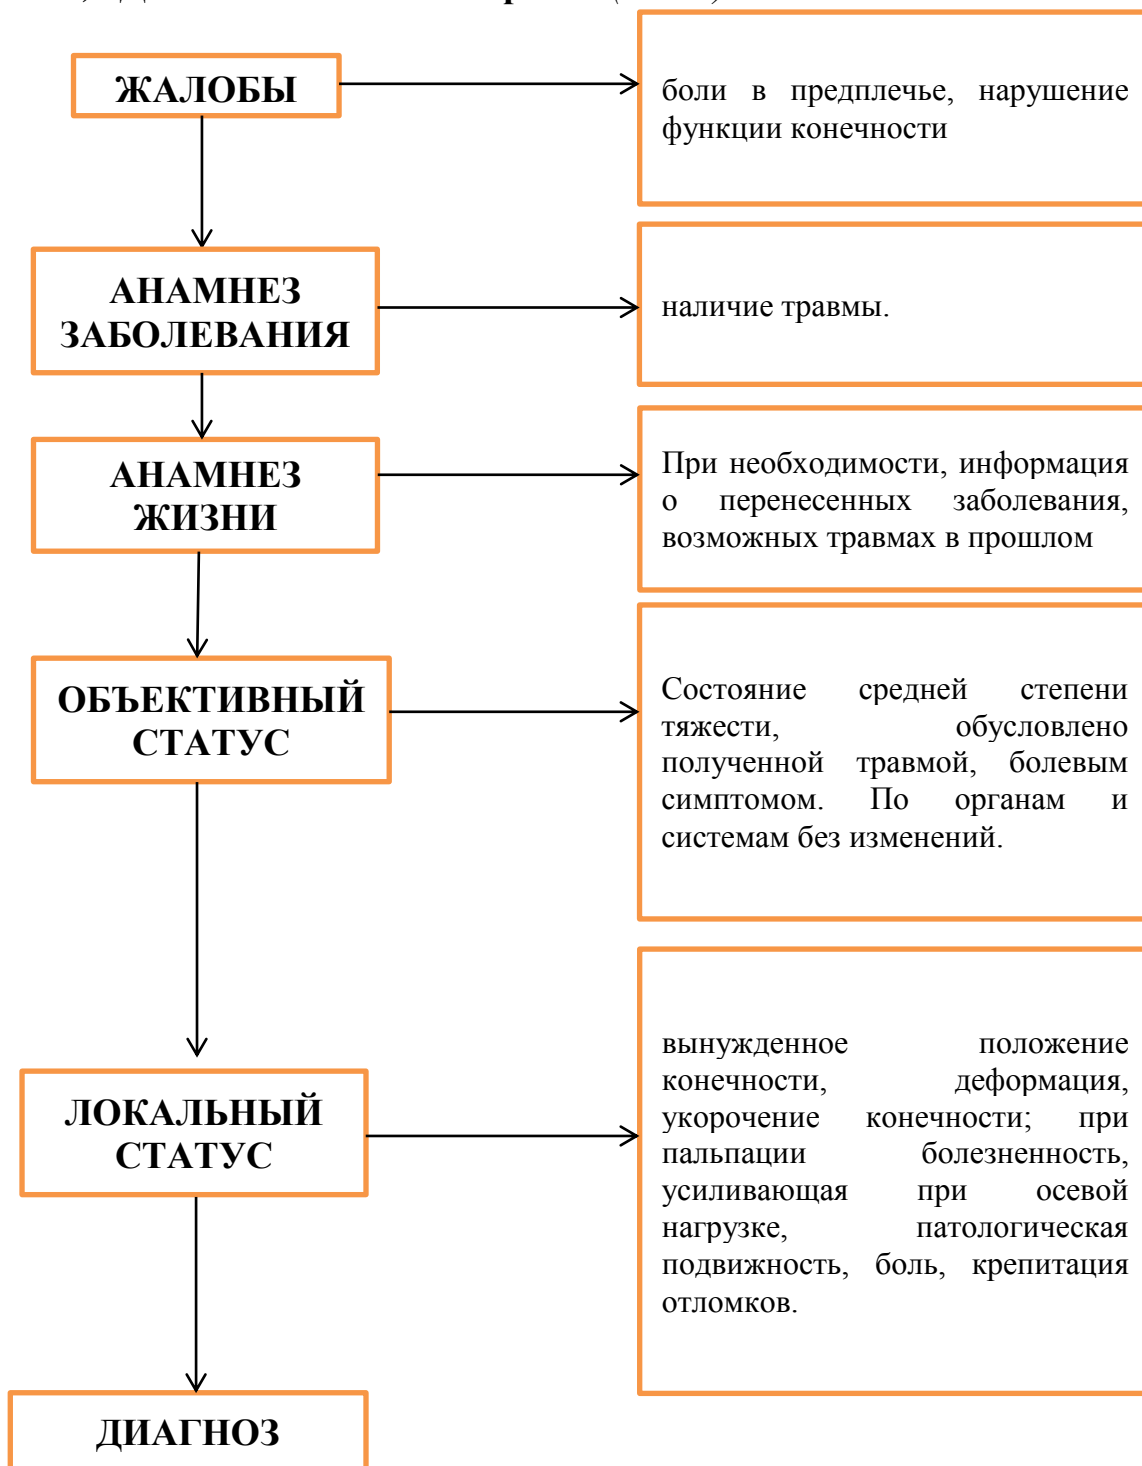 ЖАЛОБЫ
боли в предплечье, нарушение
функции конечности
АНАМНЕЗ
ЗАБОЛЕВАНИЯ
наличие травмы.
АНАМНЕЗ
ЖИЗНИ
При необходимости, информация
о перенесенных заболевания,
возможных травмах в прошлом
ОБЪЕКТИВНЫЙ
СТАТУС
Состояние средней степени
тяжести, обусловлено
полученной травмой, болевым
симптомом. По органам и
системам без изменений.
ЛОКАЛЬНЫЙ
СТАТУС
вынужденное положение
конечности, деформация,
укорочение конечности; при
пальпации болезненность,
усиливающая при осевой
нагрузке, патологическая
подвижность, боль, крепитация
отломков.
ДИАГНОЗ